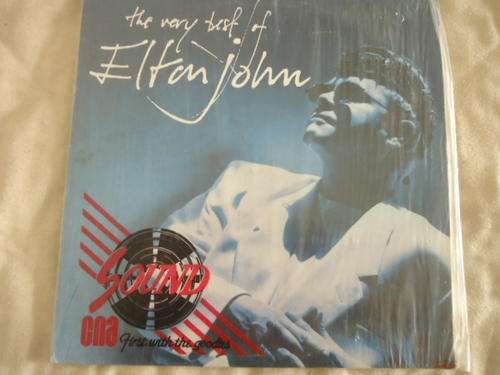 the very best of
Elton John
SOUND
cna First with the goodies